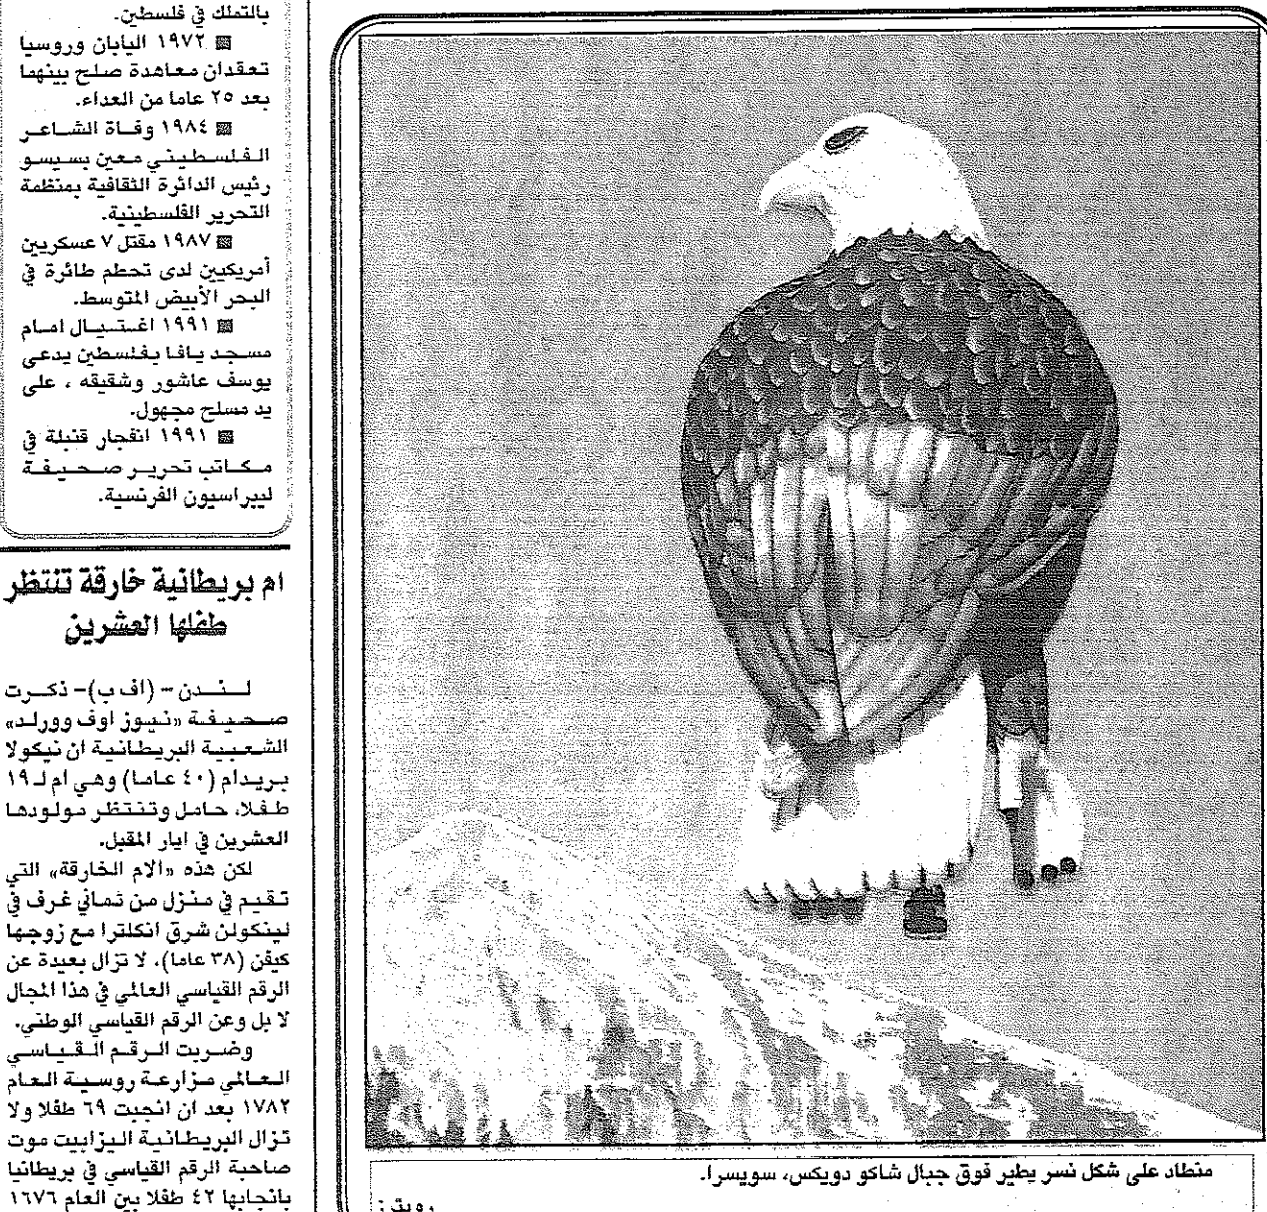 بالتملك في فلسطين.
١٩٧٢ اليابان وروسيا
تعقدان معاهدة صلح بينهما
بعد ٢٥ عاما من العداء.
١٩٨٤ وفاة الشاعر
الفلسطيني معين بسيسو
رئيس الدائرة الثقافية بمنظمة
التحرير الفلسطينية.
١٩٨٧ مقتل ٧ عسكريين
أمريكيين لدى تحطم طائرة في
البحر الأبيض المتوسط.
١٩٩١ اغتيال امام
مسجد يافا بفلسطين يدعى
يوسف عاشور وشقيقه ، على
يد مسلح مجهول.
١٩٩١ انفجار قنبلة في
مكاتب تحرير صحيفة
ليبراسيون الفرنسية.
ام بريطانية خارقة تنتظر
طفلها العشرين
لندن - (اف ب)- ذكرت
صحيفة «نيوز اوف وورلد»
الشعبية البريطانية ان نيكولا
بريدام (٤٠ عاما) وهي ام لـ ١٩
طفلا، حامل وتنتظر مولودها
العشرين في ايار المقبل.
لكن هذه «الام الخارقة» التي
تقيم في منزل من ثماني غرف في
لينكولن شرق انكلترا مع زوجها
كيفن (٣٨ عاما)، لا تزال بعيدة عن
الرقم القياسي العالمي في هذا المجال
لا بل وعن الرقم القياسي الوطني.
وضربت الرقم القياسي
العالمي مزارعة روسية العام
١٧٨٢ بعد ان انجبت ٦٩ طفلا ولا
تزال البريطانية اليزابيت موت
صاحبة الرقم القياسي في بريطانيا
بانجابها ٤٢ طفلا بين العام ١٦٧٦
منطاد على شكل نسر يطير فوق جبال شاكو دويكس، سويسرا.
رويترز